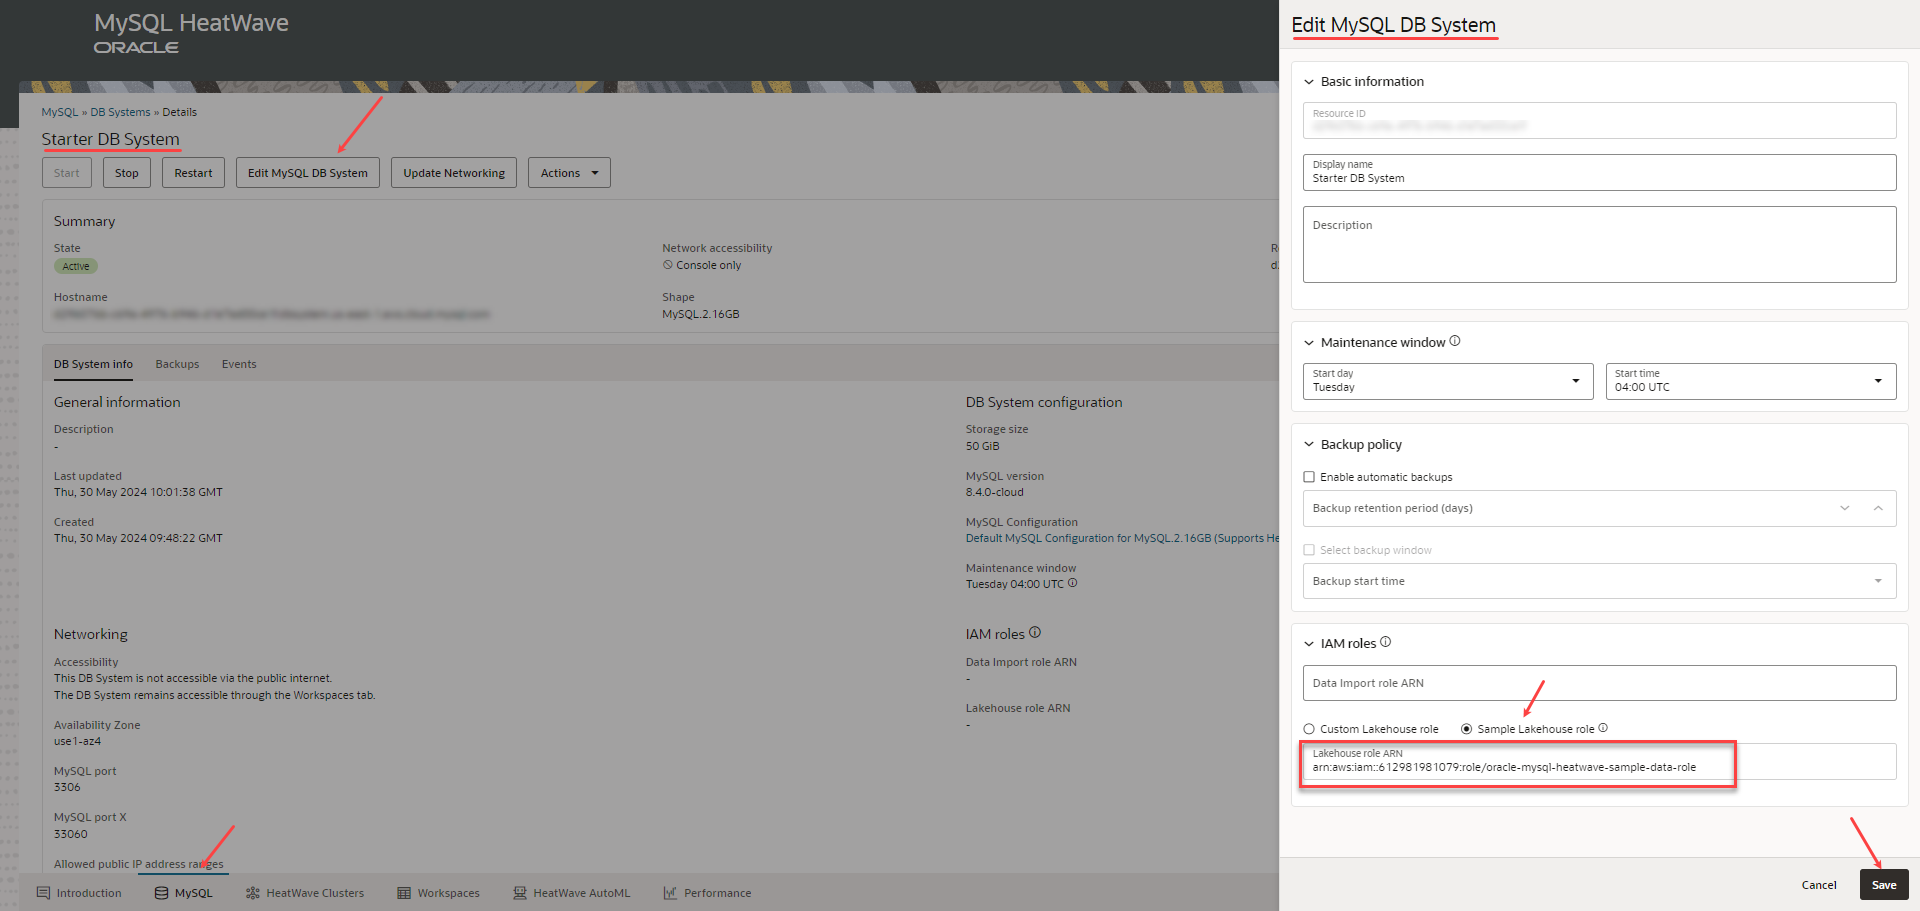 MySQL HeatWave
ORACLE
MySQL » DB Systems » Details
Starter DB System
Start
Stop
Restart
Edit MySQL DB System
Update Networking
Actions
Summary
State
Active
Network accessibility
Console only
Hostname
Shape
MySQL.2.16GB
DB System info
Backups
Events
General information
Description
-
Last updated
Thu, 30 May 2024 10:01:38 GMT
Created
Thu, 30 May 2024 09:48:22 GMT
DB System configuration
Storage size
50 GiB
MySQL version
8.4.0-cloud
MySQL Configuration
Default MySQL Configuration for MySQL.2.16GB (Supports He
Maintenance window
Tuesday 04:00 UTC
Networking
Accessibility
This DB System is not accessible via the public internet.
The DB System remains accessible through the Workspaces tab.
Availability Zone
use1-az4
MySQL port
3306
MySQL port X
33060
Allowed public IP address ranges
IAM roles
Data Import role ARN
-
Lakehouse role ARN
-
Introduction
MySQL
HeatWave Clusters
Workspaces
HeatWave AutoML
Performance
Edit MySQL DB System
Basic information
Resource ID
Display name
Starter DB System
Description
Maintenance window
Start day
Tuesday
Start time
04:00 UTC
Backup policy
Enable automatic backups
Backup retention period (days)
Select backup window
Backup start time
IAM roles
Data Import role ARN
Custom Lakehouse role
Sample Lakehouse role
Lakehouse role ARN
arn:aws:iam::612981981079:role/oracle-mysql-heatwave-sample-data-role
Cancel
Save